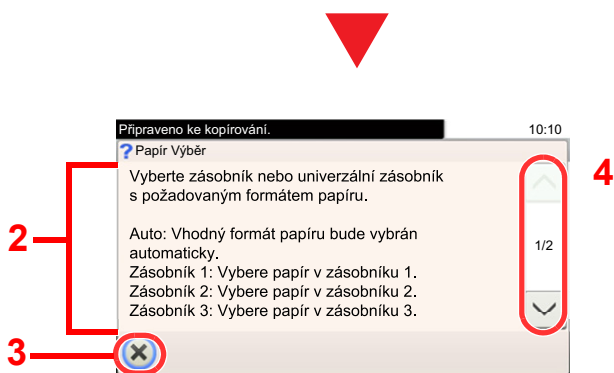 Připraveno ke kopírování. 10:10
? Papír Výběr
Vyberte zásobník nebo univerzální zásobník
s požadovaným formátem papíru.
Auto: Vhodný formát papíru bude vybrán
automaticky.
Zásobník 1: Vybere papír v zásobníku 1.
Zásobník 2: Vybere papír v zásobníku 2.
Zásobník 3: Vybere papír v zásobníku 3.
1/2
2
3
4